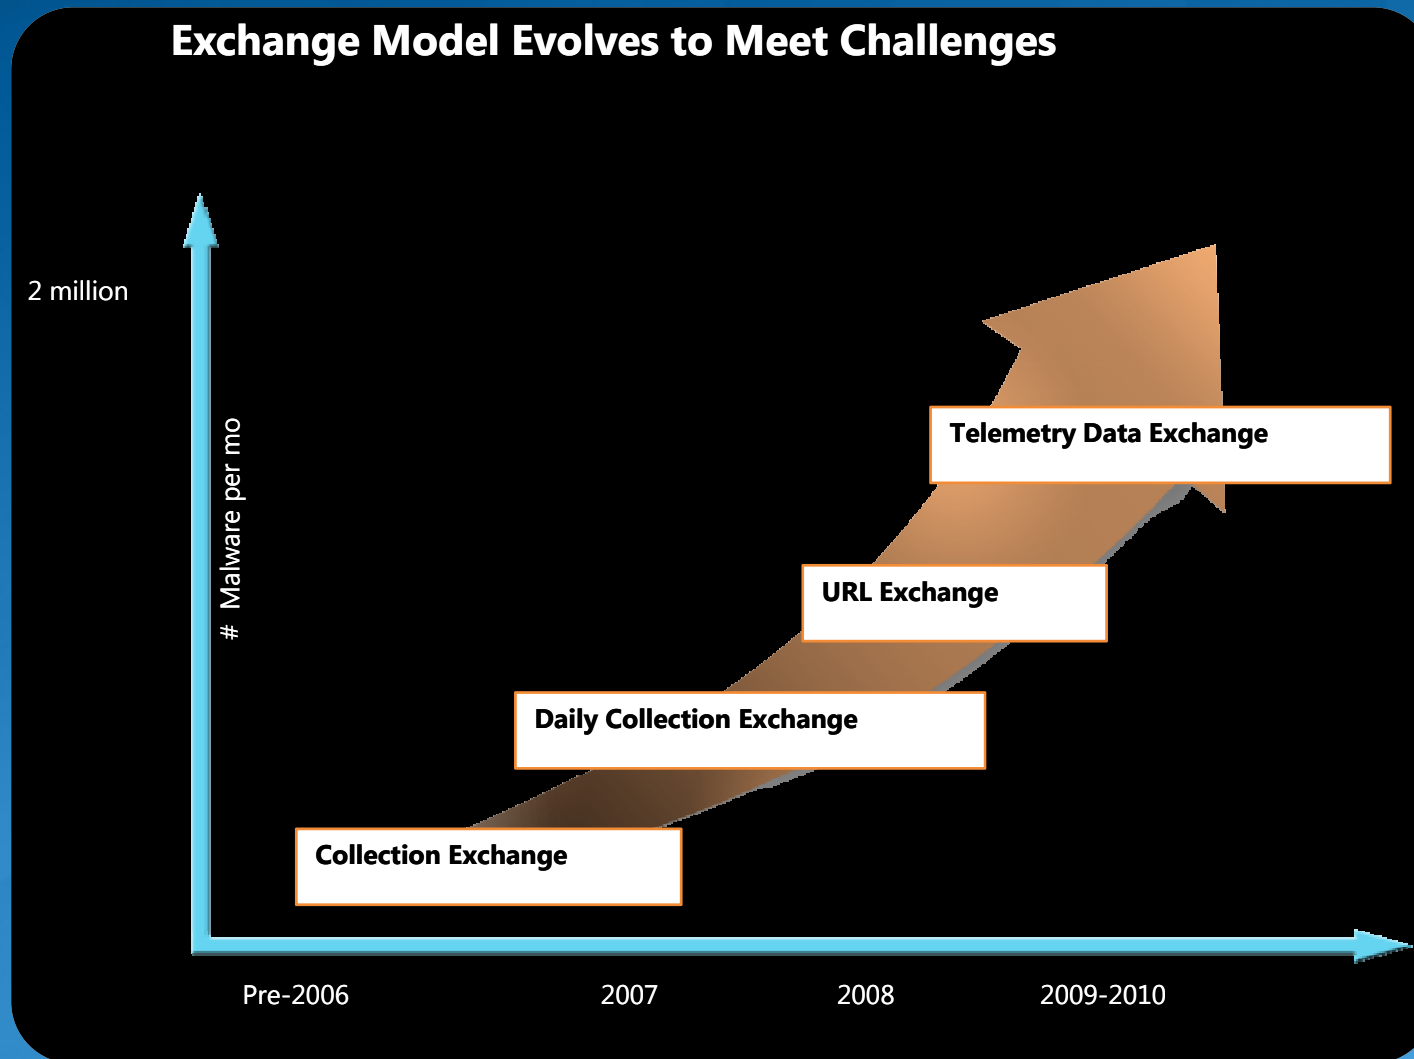 Exchange Model Evolves to Meet Challenges
2 million
# Malware per mo
Telemetry Data Exchange
URL Exchange
Daily Collection Exchange
Collection Exchange
Pre-2006
2007
2008
2009-2010